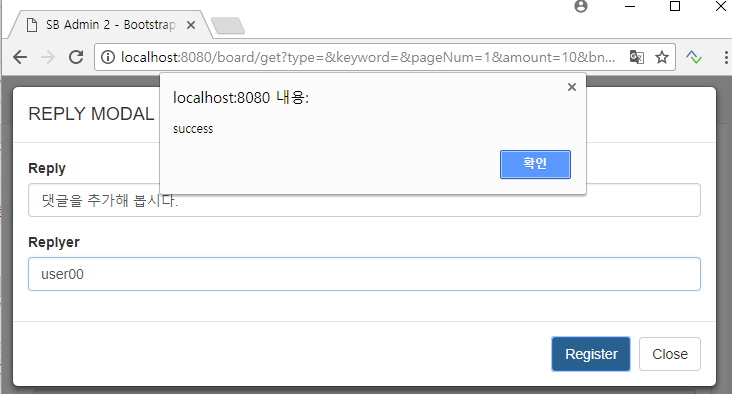 SB Admin 2 - Bootstrap
localhost:8080/board/get?type=&keyword=&pageNum=1&amount=10&bn...
localhost:8080 내용:
success
확인
REPLY MODAL
Reply
댓글을 추가해 봅시다.
Replyer
user00
Register
Close